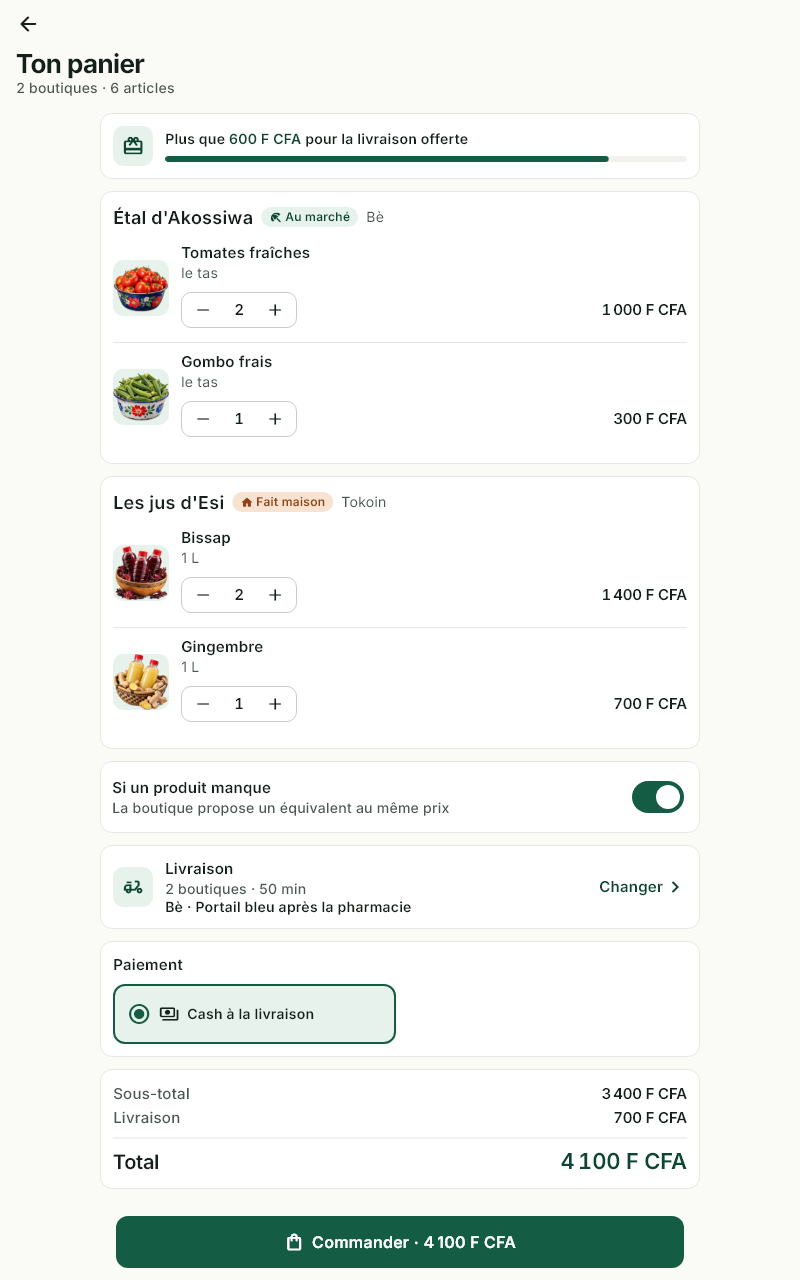 Ton panier
2 boutiques · 6 articles
Plus que 600 F CFA pour la livraison offerte
Étal d'Akossiwa Au marché Bè
Tomates fraîches
le tas
2
1 000 F CFA
Gombo frais
le tas
1
300 F CFA
Les jus d'Esi Fait maison Tokoin
Bissap
1 L
2
1 400 F CFA
Gingembre
1 L
1
700 F CFA
Si un produit manque
La boutique propose un équivalent au même prix
Livraison
2 boutiques · 50 min
Bè · Portail bleu après la pharmacie
Changer
Paiement
Cash à la livraison
Sous-total 3 400 F CFA
Livraison 700 F CFA
Total 4 100 F CFA
Commander · 4 100 F CFA